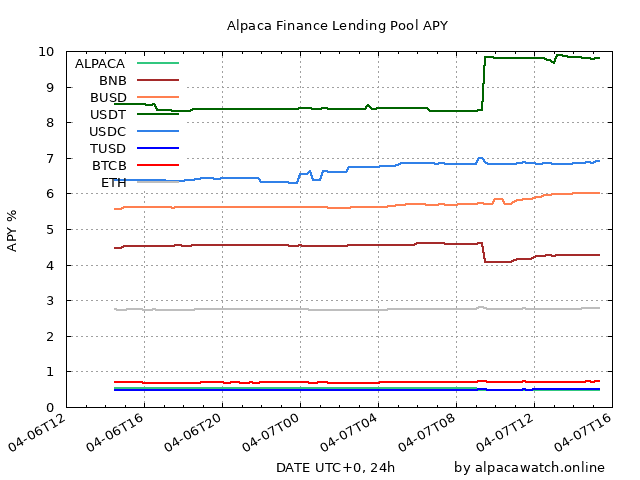 Alpaca Finance Lending Pool APY
10
9
8
7
6
5
4
3
2
1
0
APY %
ALPACA
BNB
BUSD
USDT
USDC
TUSD
BTCB
ETH
04-06T12
04-06T16
04-06T20
04-07T00
04-07T04
04-07T08
04-07T12
04-07T16
DATE UTC+0, 24h
by alpacawatch.online